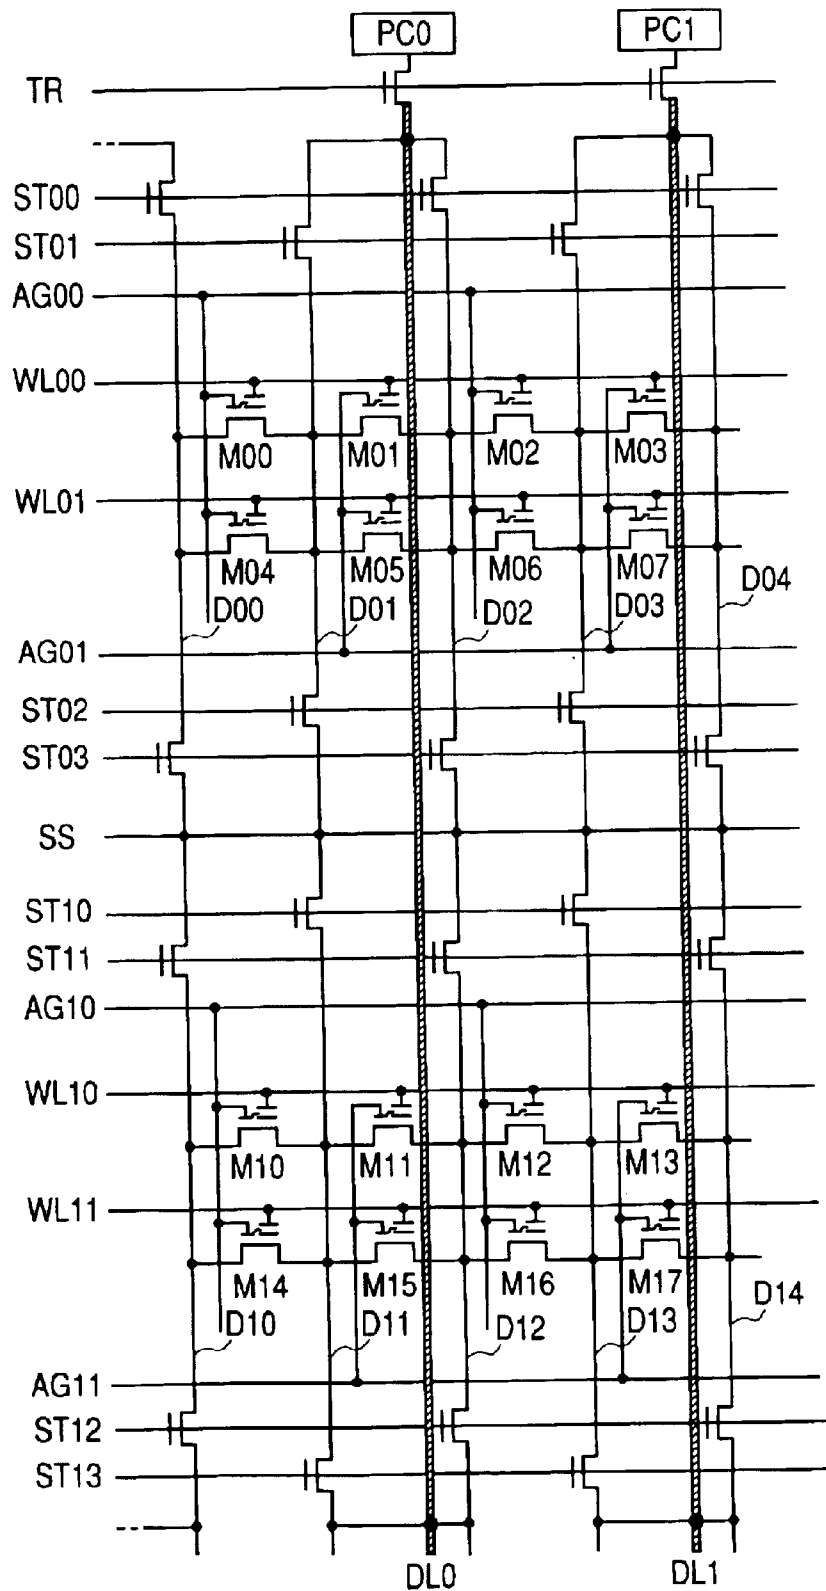 PC0 PC1
TR
ST00
ST01
AG00
WL00
M00 M01 M02 M03
WL01
M04 M05 M06 M07
D00 D01 D02 D03 D04
AG01
ST02
ST03
SS
ST10
ST11
AG10
WL10
M10 M11 M12 M13
WL11
M14 M15 M16 M17
D10 D11 D12 D13 D14
AG11
ST12
ST13
DL0 DL1